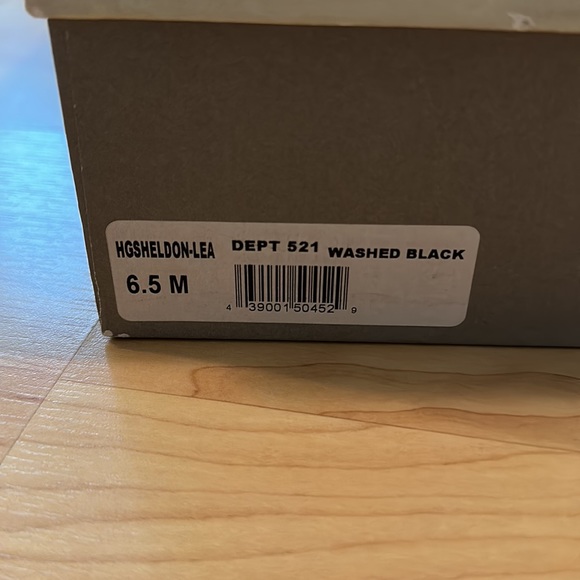 HGSHELDON-LEA DEPT 521 WASHED BLACK
6.5 M
4 39001 50452 9